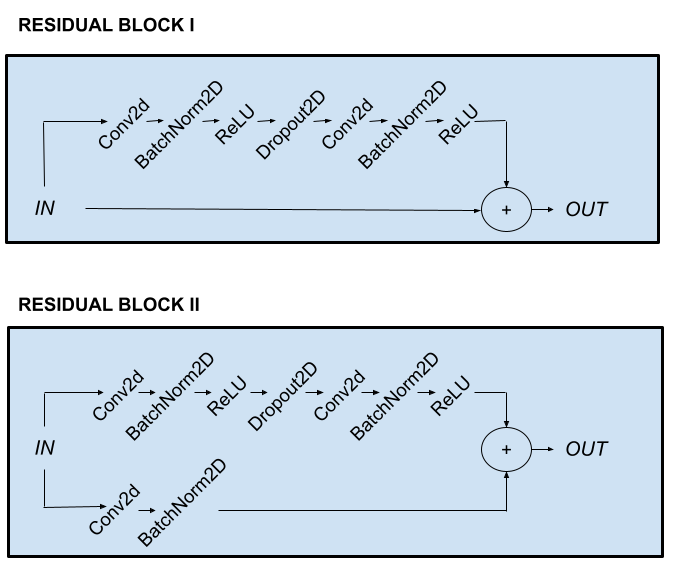 RESIDUAL BLOCK I
Conv2d
BatchNorm2D
ReLU
Dropout2D
Conv2d
BatchNorm2D
ReLU
IN
+
OUT
RESIDUAL BLOCK II
Conv2d
BatchNorm2D
ReLU
Dropout2D
Conv2d
BatchNorm2D
ReLU
IN
+
OUT
Conv2d
BatchNorm2D